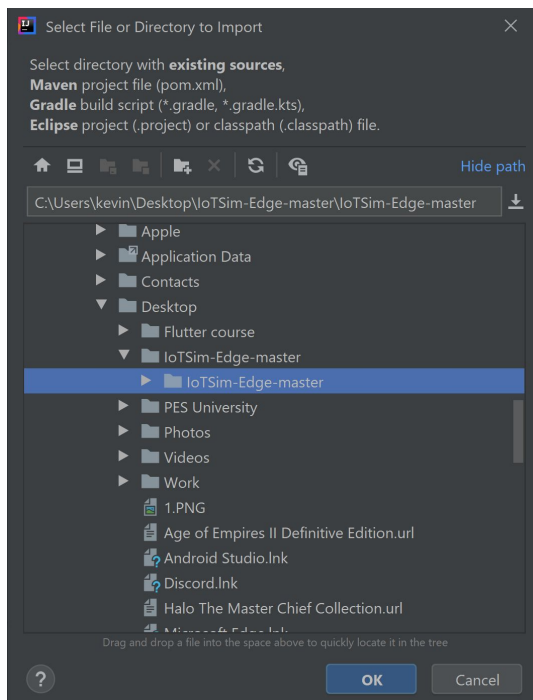 Select File or Directory to Import
Select directory with existing sources,
Maven project file (pom.xml),
Gradle build script (*.gradle, *.gradle.kts),
Eclipse project (.project) or classpath (.classpath) file.
Hide path
C:\Users\kevin\Desktop\IoTSim-Edge-master\IoTSim-Edge-master
Apple
Application Data
Contacts
Desktop
Flutter course
IoTSim-Edge-master
IoTSim-Edge-master
PES University
Photos
Videos
Work
1.PNG
Age of Empires II Definitive Edition.url
Android Studio.lnk
Discord.lnk
Halo The Master Chief Collection.url
Microsoft Edge.lnk
Drag and drop a file into the space above to quickly locate it in the tree
?
OK
Cancel